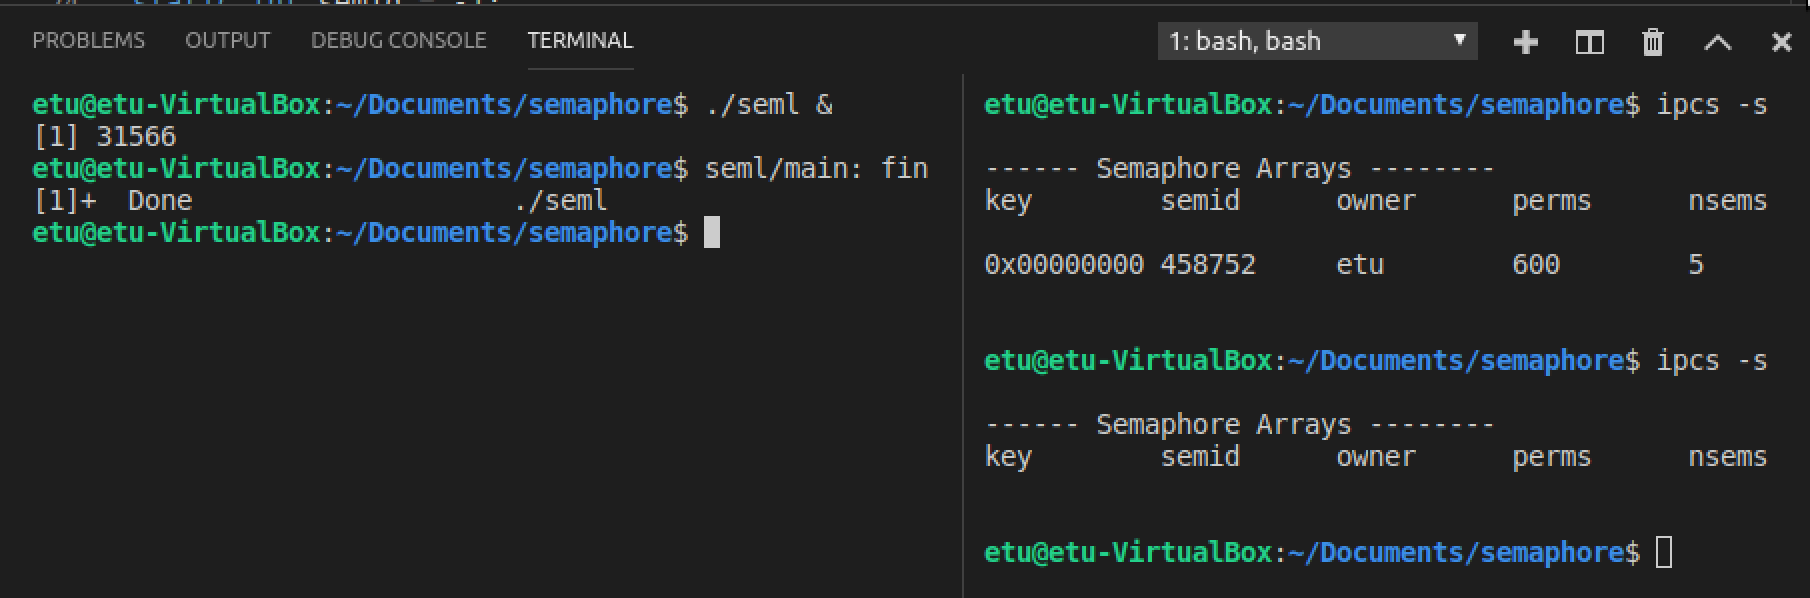 PROBLEMS OUTPUT DEBUG CONSOLE TERMINAL 1: bash, bash
etu@etu-VirtualBox:~/Documents/semaphore$ ./seml &
[1] 31566
etu@etu-VirtualBox:~/Documents/semaphore$ seml/main: fin
[1]+  Done                    ./seml
etu@etu-VirtualBox:~/Documents/semaphore$
etu@etu-VirtualBox:~/Documents/semaphore$ ipcs -s
------ Semaphore Arrays --------
key        semid      owner      perms      nsems
0x00000000 458752     etu        600        5
etu@etu-VirtualBox:~/Documents/semaphore$ ipcs -s
------ Semaphore Arrays --------
key        semid      owner      perms      nsems
etu@etu-VirtualBox:~/Documents/semaphore$